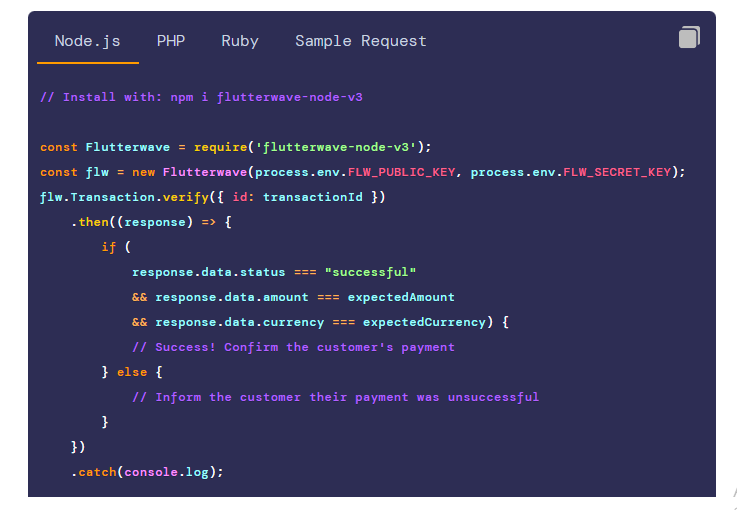 Node.js PHP Ruby Sample Request
// Install with: npm i flutterwave-node-v3
const Flutterwave = require('flutterwave-node-v3');
const flw = new Flutterwave(process.env.FLW_PUBLIC_KEY, process.env.FLW_SECRET_KEY);
flw.Transaction.verify({ id: transactionId })
    .then((response) => {
        if (
            response.data.status === "successful"
            && response.data.amount === expectedAmount
            && response.data.currency === expectedCurrency) {
            // Success! Confirm the customer's payment
        } else {
            // Inform the customer their payment was unsuccessful
        }
    })
    .catch(console.log);